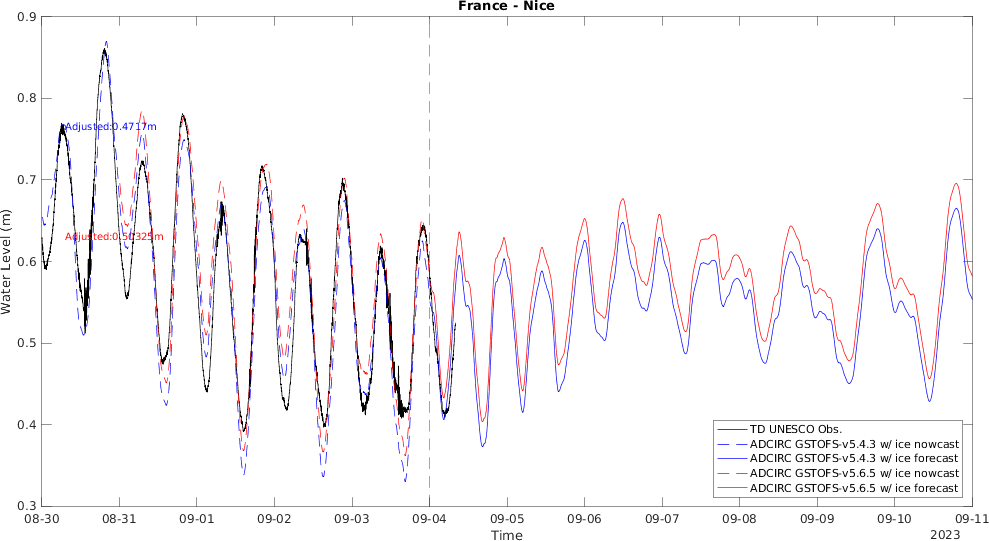 France - Nice
0.9
0.8
0.7
0.6
0.5
0.4
0.3
Water Level (m)
Adjusted:0.4717m
Adjusted:0.50325m
TD UNESCO Obs.
ADCIRC GSTOFS-v5.4.3 w/ ice nowcast
ADCIRC GSTOFS-v5.4.3 w/ ice forecast
ADCIRC GSTOFS-v5.6.5 w/ ice nowcast
ADCIRC GSTOFS-v5.6.5 w/ ice forecast
08-30 08-31 09-01 09-02 09-03 09-04 09-05 09-06 09-07 09-08 09-09 09-10 09-11
Time
2023